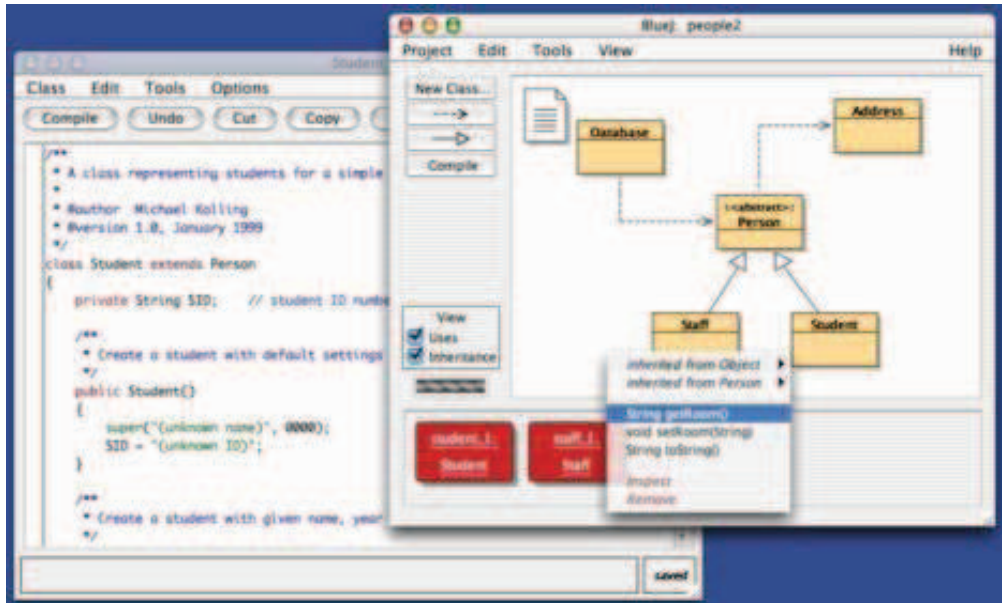 Student
Class Edit Tools Options
Compile Undo Cut Copy
/**
* A class representing students for a simple
*
* @author Michael Kolling
* @version 1.0, January 1999
*/
class Student extends Person
{
private String SID; // student ID numbe
/**
* Create a student with default settings
*/
public Student()
{
super("(unknown name)", 0000);
SID = "(unknown ID)";
}
/**
* Create a student with given name, year
*/
saved
BlueJ: people2
Project Edit Tools View Help
New Class...
Compile
View
Uses
Inheritance
Database
Address
<<abstract>>
Person
Staff
Student
student_1:
Student
staff_1:
Staff
inherited from Object
inherited from Person
String getRoom()
void setRoom(String)
String toString()
Inspect
Remove